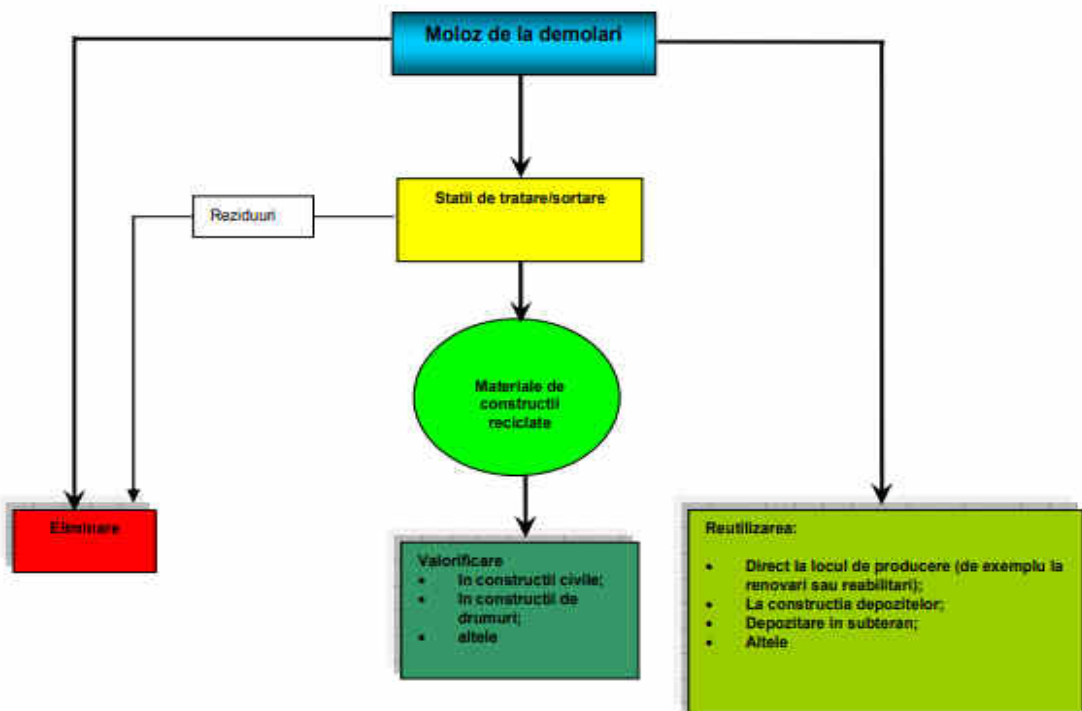 Moloz de la demolari
Statii de tratare/sortare
Reziduuri
Materiale de
constructii
reciclate
Eliminare
Valorificare
• In constructii civile;
• In constructii de
drumuri;
• altele
Reutilizarea:
• Direct la locul de producere (de exemplu la
renovari sau reabilitari);
• La constructia depozitelor;
• Depozitare in subteran;
• Altele